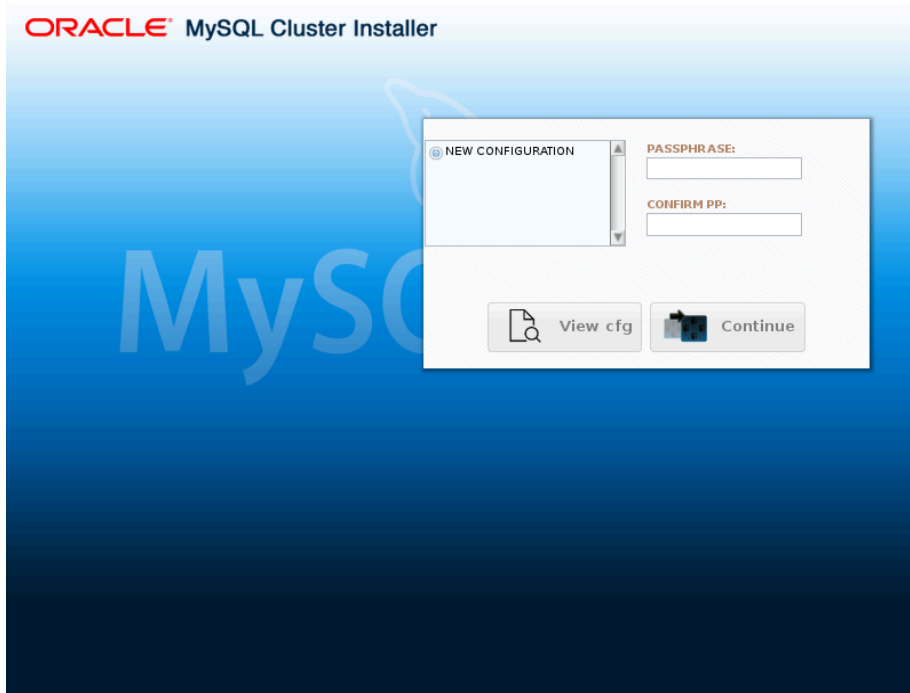 ORACLE® MySQL Cluster Installer
NEW CONFIGURATION
PASSPHRASE:
CONFIRM PP:
View cfg
Continue
MySQ